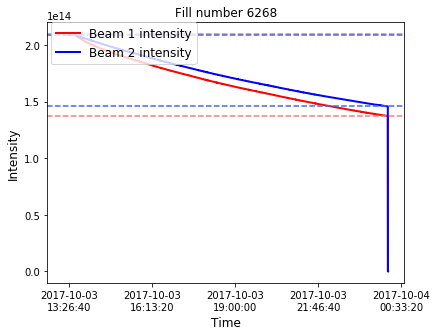 Fill number 6268
1e14
Beam 1 intensity
Beam 2 intensity
2.0
1.5
1.0
0.5
0.0
Intensity
2017-10-03
13:26:40
2017-10-03
16:13:20
2017-10-03
19:00:00
2017-10-03
21:46:40
2017-10-04
00:33:20
Time